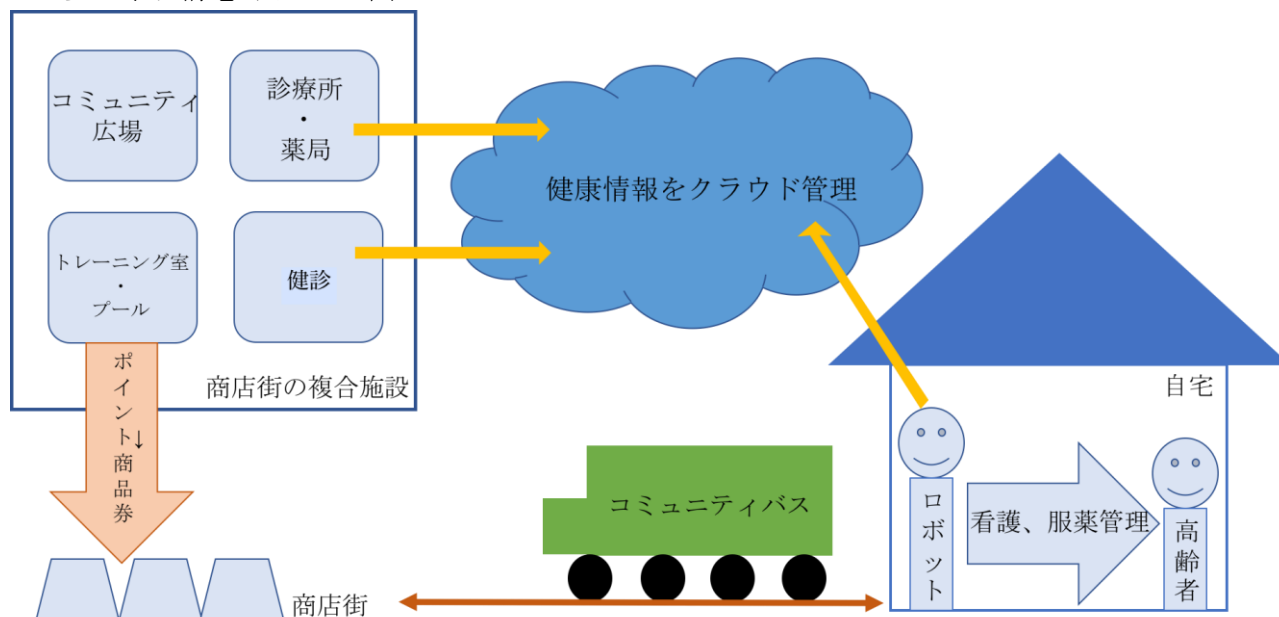 コミュニティ
広場
診療所
・
薬局
トレーニング室
・
プール
健診
商店街の複合施設
ポイント→商品券
商店街
健康情報をクラウド管理
コミュニティバス
自宅
ロボット
看護、服薬管理
高齢者